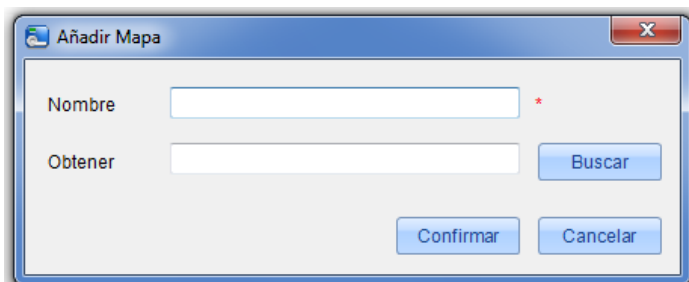 Añadir Mapa
Nombre *
Obtener Buscar
Confirmar Cancelar